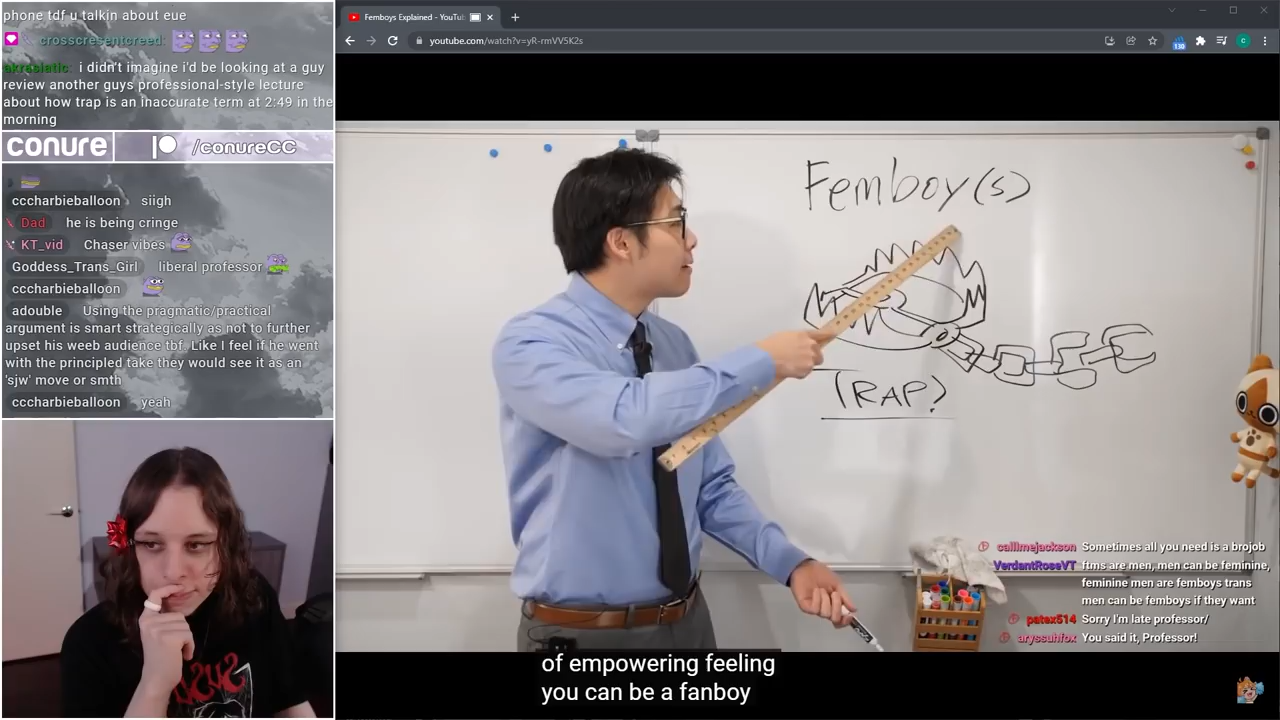 phone tdf u talkin about eue
crosscresentcreed
akrasiatic: i didn't imagine i'd be looking at a guy
review another guys professional-style lecture
about how trap is an inaccurate term at 2:49 in the
morning
conure
/conureCC
cccharbieballoon siigh
Dad he is being cringe
KT_vid Chaser vibes
Goddess_Trans_Girl liberal professor
cccharbieballoon
adouble Using the pragmatic/practical
argument is smart strategically as not to further
upset his weeb audience tbf. Like I feel if he went
with the principled take they would see it as an
'sjw' move or smth
cccharbieballoon yeah
Femboys Explained - YouTu
youtube.com/watch?v=yR-rmVV5K2s
130
c
Femboy(s)
TRAP?
callmejackson Sometimes all you need is a brojob
VerdantRoseVT ftms are men, men can be feminine,
feminine men are femboys trans
men can be femboys if they want
patex514 Sorry I'm late professor/
aryssuhfox You said it, Professor!
of empowering feeling
you can be a fanboy